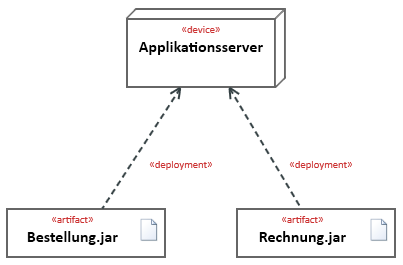 «device»
Applikationsserver
«deployment»
«deployment»
«artifact»
Bestellung.jar
«artifact»
Rechnung.jar